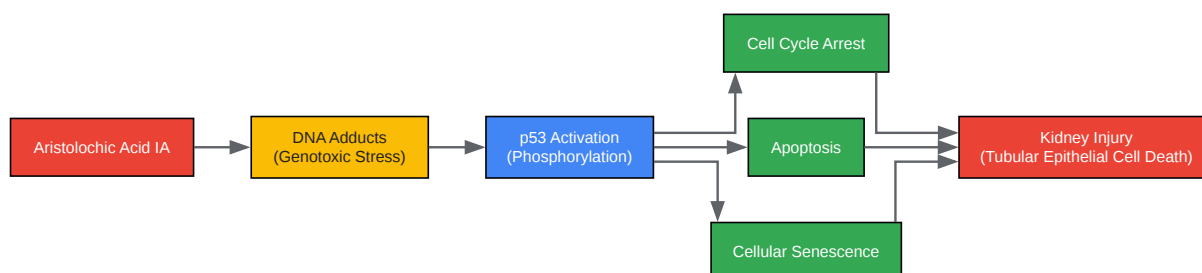 Cell Cycle Arrest
Aristolochic Acid IA
DNA Adducts
(Genotoxic Stress)
p53 Activation
(Phosphorylation)
Apoptosis
Kidney Injury
(Tubular Epithelial Cell Death)
Cellular Senescence